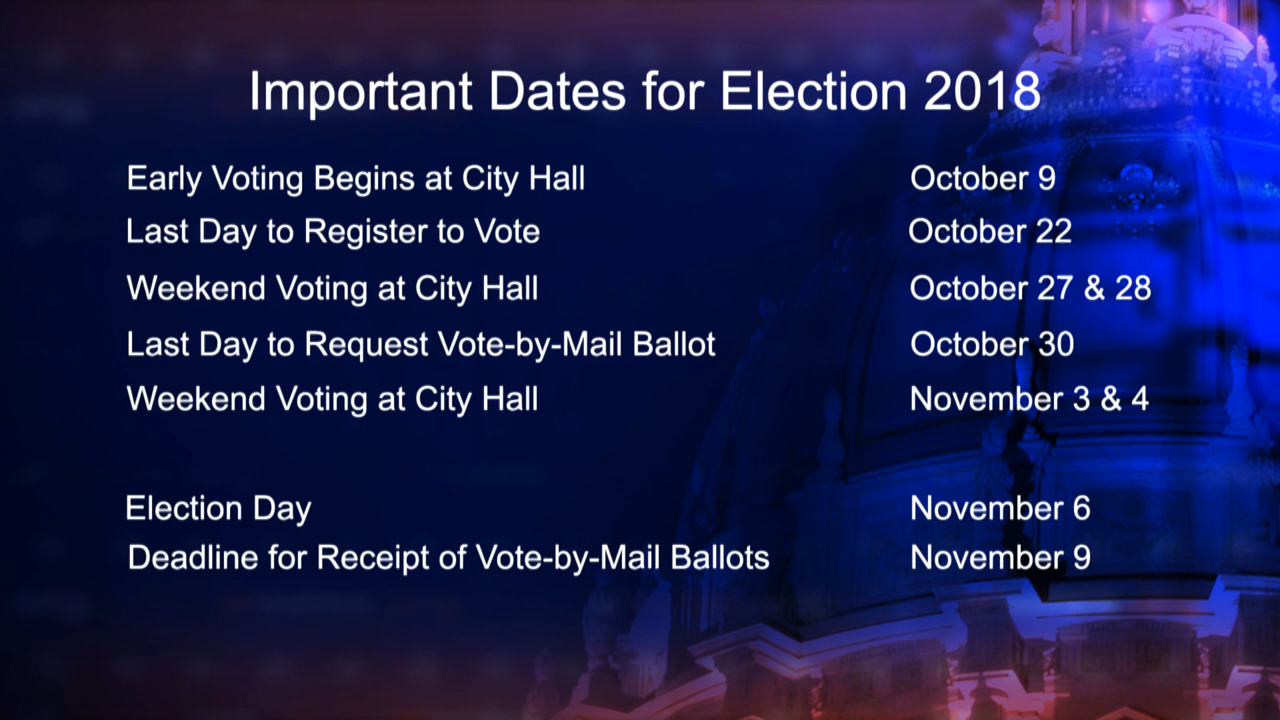 Important Dates for Election 2018
Early Voting Begins at City Hall October 9
Last Day to Register to Vote October 22
Weekend Voting at City Hall October 27 & 28
Last Day to Request Vote-by-Mail Ballot October 30
Weekend Voting at City Hall November 3 & 4
Election Day November 6
Deadline for Receipt of Vote-by-Mail Ballots November 9